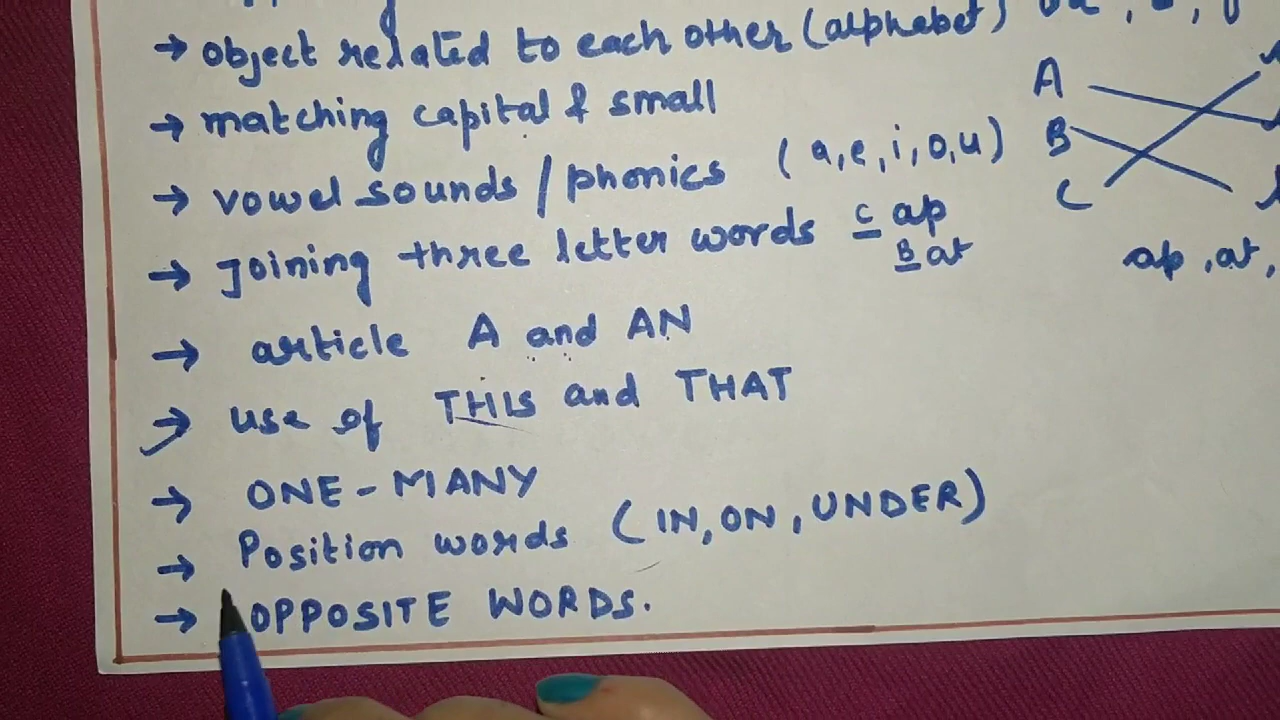 → object related to each other (alphabet)
→ matching capital & small
A
B
C
→ vowel sounds / phonics (a, e, i, o, u)
→ Joining three letter words c ap
B at
ap, at,
→ article A and AN
→ use of THIS and THAT
→ ONE - MANY
→ Position words (IN, ON, UNDER)
→ OPPOSITE WORDS.